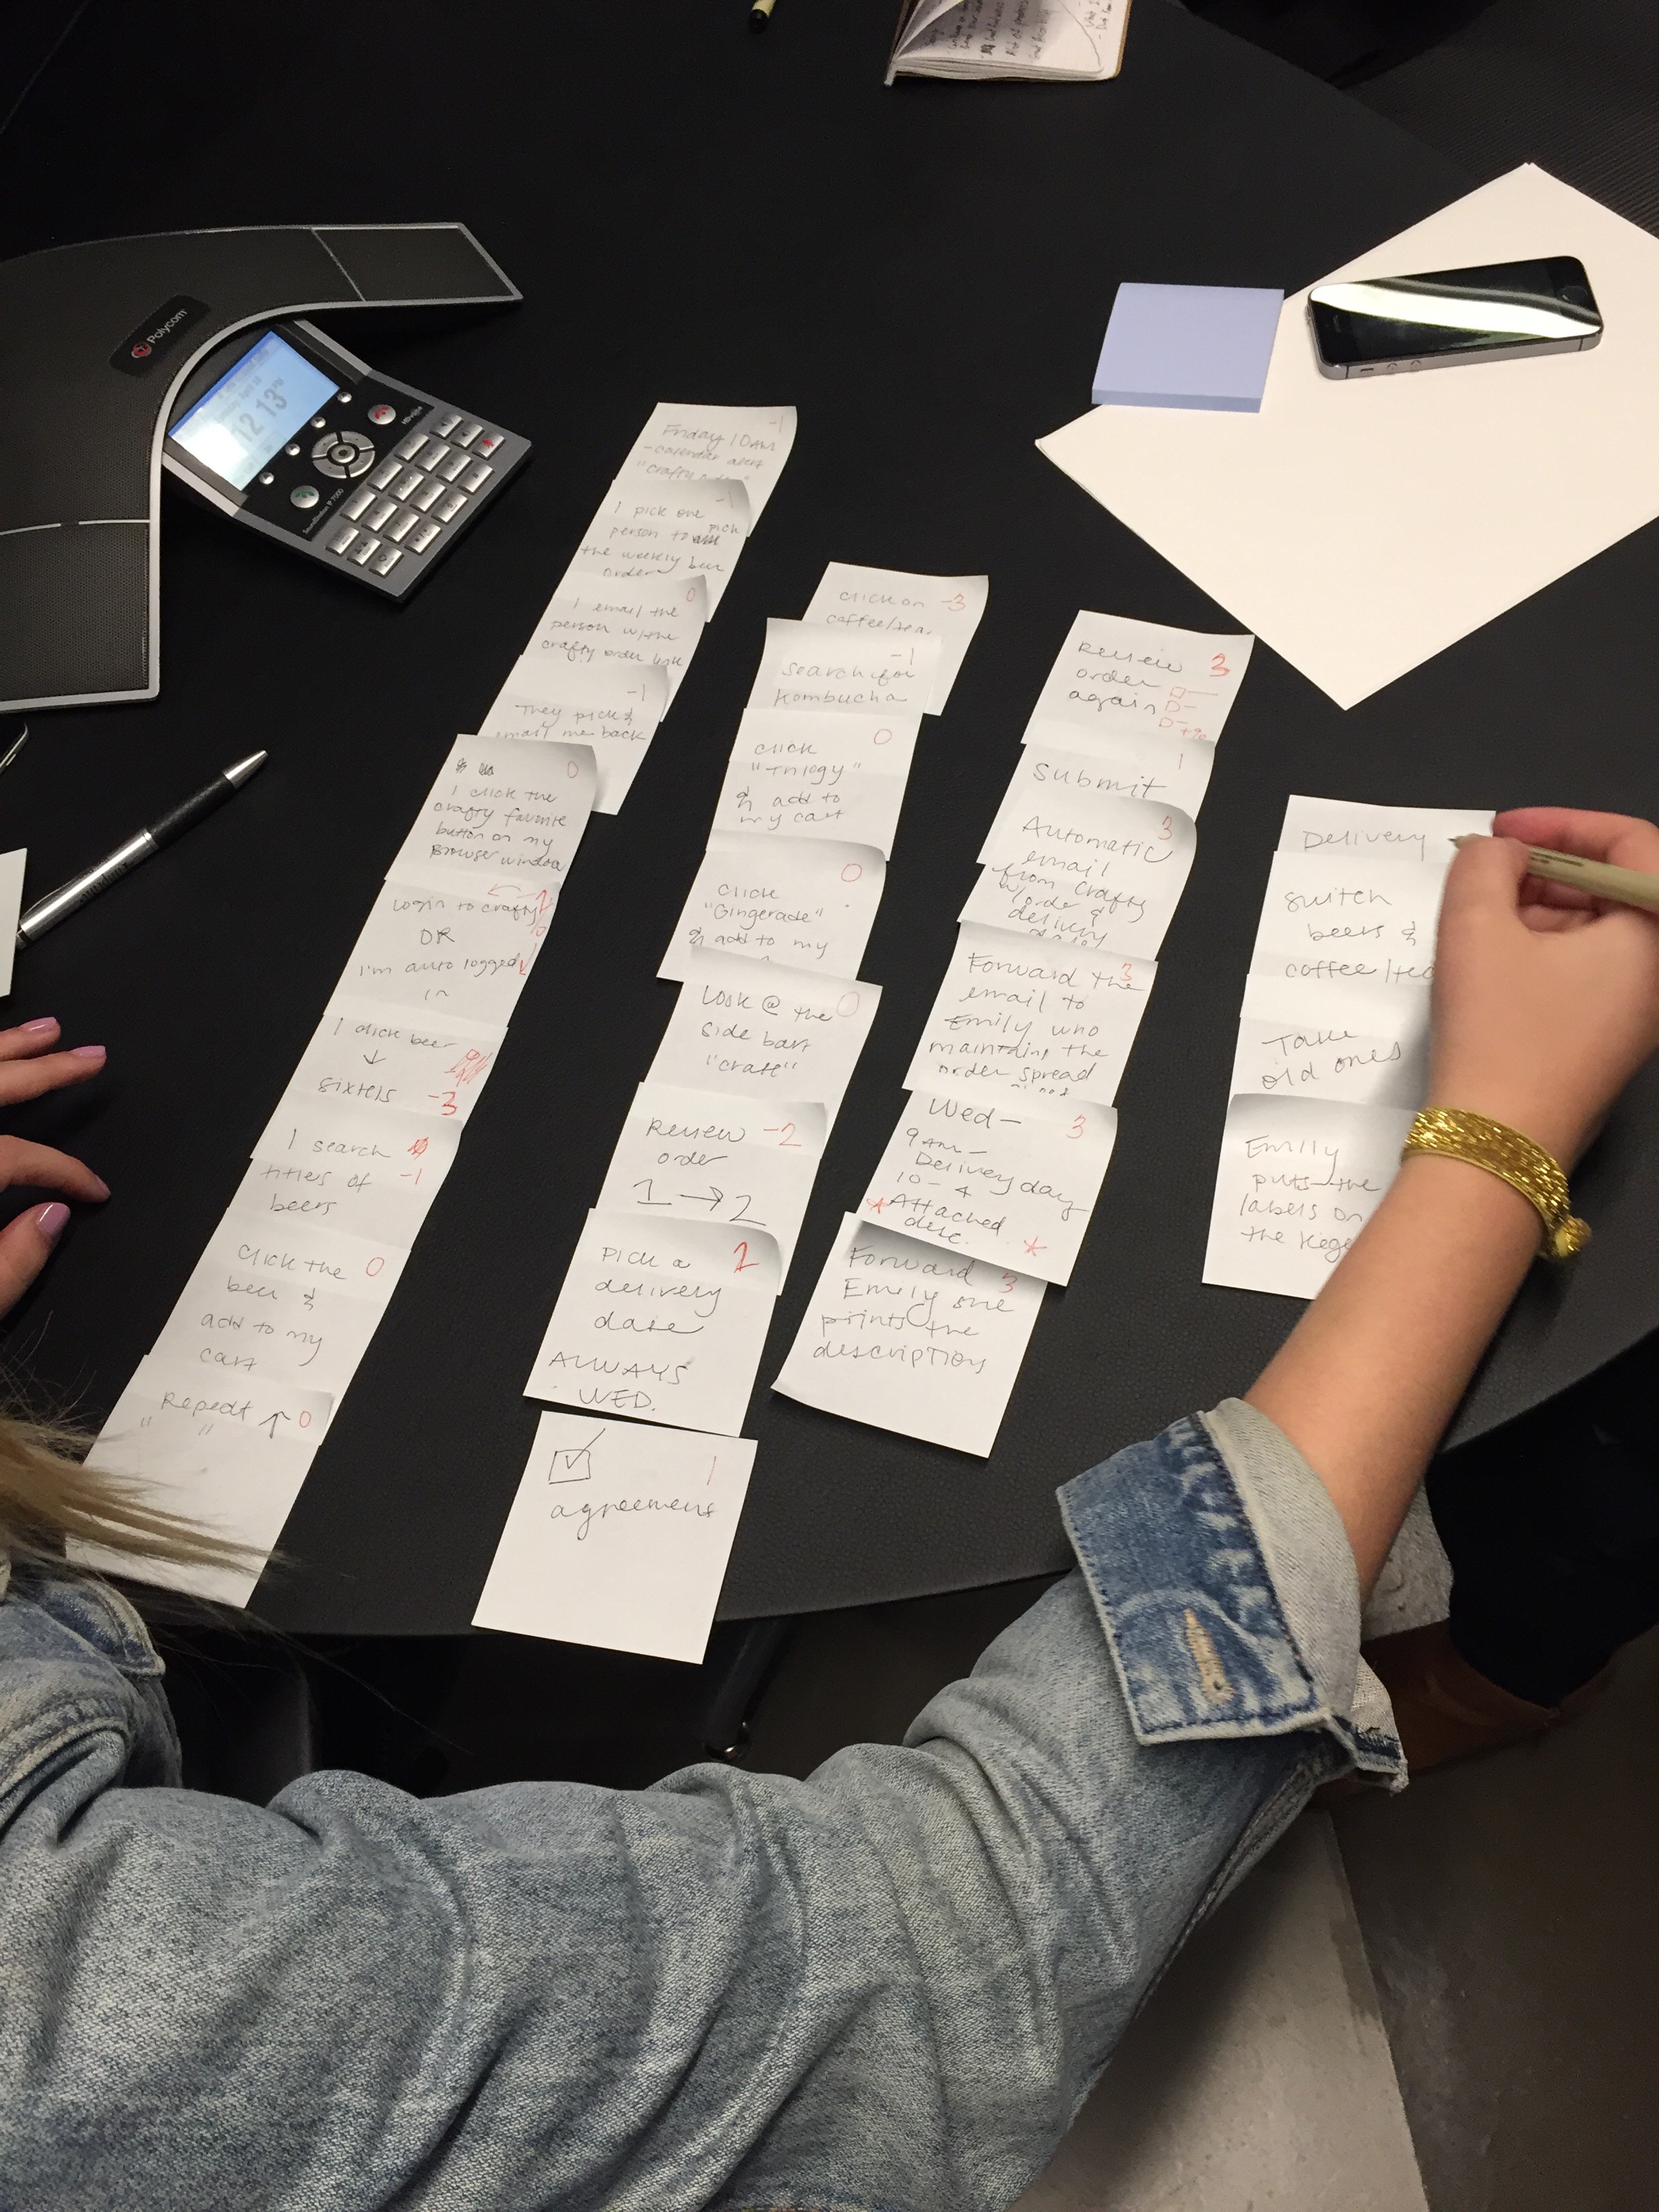 Polycom
12 13
SoundStation IP 7000
-1
Friday 10AM
-calendar alert
"crafty order"
-1
I pick one
person to pick
the weekly beer
order
0
I email the
person w/the
crafty order link
-1
They pick &
email me back
0
I click the
crafty favorite
button on my
Browser window
Login to crafty
OR
I'm auto logged
in
I click beer
↓
sixtels -3
I search
titles of -1
beers
Click the 0
beer &
add to my
cart
Repeat ↑ 0
" "
click on -3
coffee/tea
-1
search for
kombucha
0
click
"Trilogy"
& add to
my cart
0
click
"Gingerade"
& add to my
0
Look @ the
side bar
"crate"
Review -2
order
1 → 2
Pick a 2
delivery
date
ALWAYS
WED.
1
agreement
Review 3
order
again
1
submit
3
Automatic
email
from crafty
w/order &
delivery
date
3
Forward the
email to
Emily who
maintains the
order spread
Wed- 3
9AM-
Delivery day
10-4
* Attached
desc. *
Forward 3
Emily she
prints the
description
Delivery
switch
beers &
coffee/tea
Take
old ones
Emily
puts the
labels on
the kegs